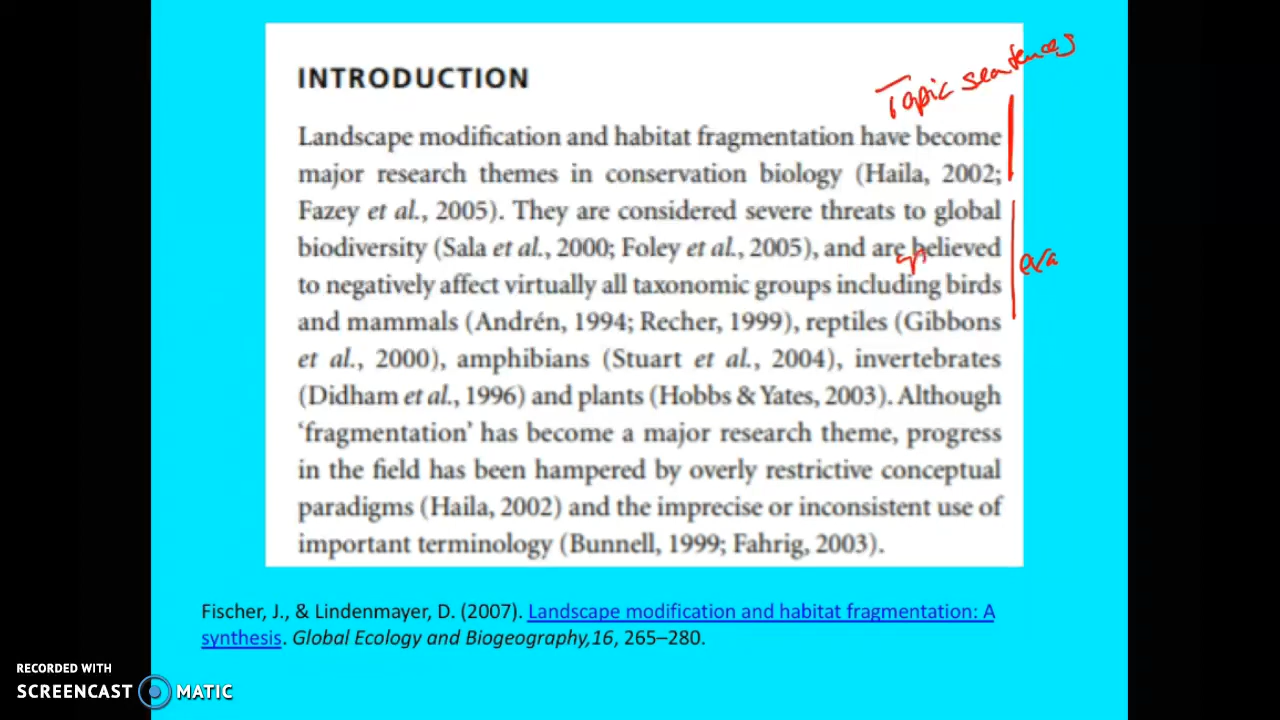 INTRODUCTION
Topic sentences
Landscape modification and habitat fragmentation have become
major research themes in conservation biology (Haila, 2002;
Fazey et al., 2005). They are considered severe threats to global
biodiversity (Sala et al., 2000; Foley et al., 2005), and are believed
to negatively affect virtually all taxonomic groups including birds
and mammals (Andrén, 1994; Recher, 1999), reptiles (Gibbons
et al., 2000), amphibians (Stuart et al., 2004), invertebrates
(Didham et al., 1996) and plants (Hobbs & Yates, 2003). Although
‘fragmentation’ has become a major research theme, progress
in the field has been hampered by overly restrictive conceptual
paradigms (Haila, 2002) and the imprecise or inconsistent use of
important terminology (Bunnell, 1999; Fahrig, 2003).
Fischer, J., & Lindenmayer, D. (2007). Landscape modification and habitat fragmentation: A
synthesis. Global Ecology and Biogeography,16, 265–280.
RECORDED WITH
SCREENCAST MATIC